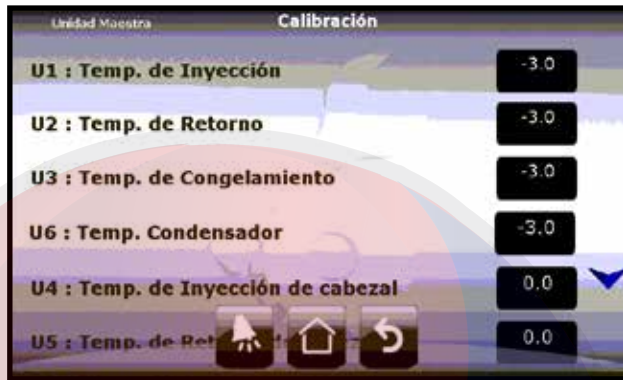 Unidad Maestra Calibración
U1 : Temp. de Inyección -3.0
U2 : Temp. de Retorno -3.0
U3 : Temp. de Congelamiento -3.0
U6 : Temp. Condensador -3.0
U4 : Temp. de Inyección de cabezal 0.0
U5 : Temp. de 0.0